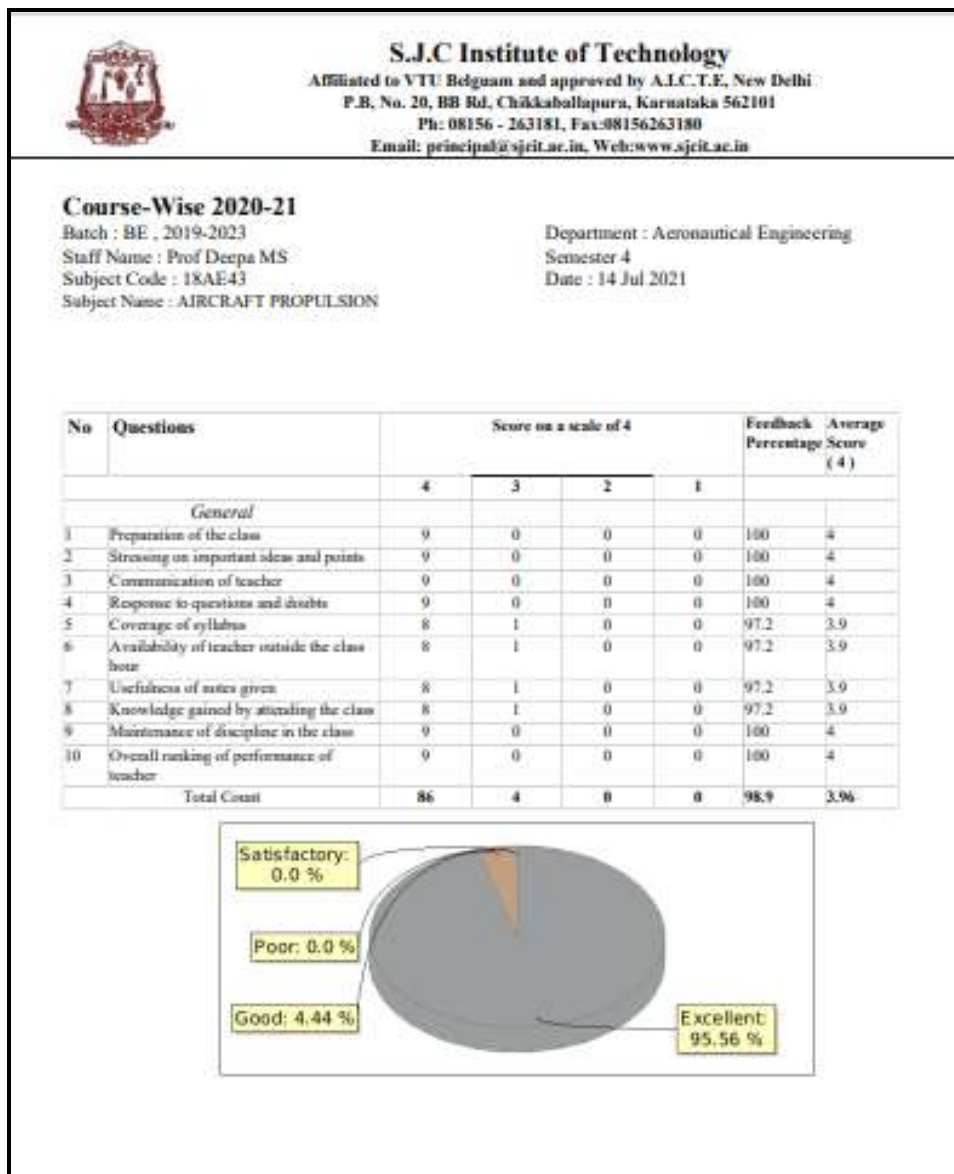 S.J.C Institute of Technology
Affiliated to VTU Belguam and approved by A.I.C.T.E, New Delhi
P.B, No. 20, BB Rd, Chikkaballapura, Karnataka 562101
Ph: 08156 - 263181, Fax:08156263180
Email: principal@sjcit.ac.in, Web:www.sjcit.ac.in
Course-Wise 2020-21
Batch : BE , 2019-2023
Department : Aeronautical Engineering
Staff Name : Prof Deepa MS
Semester 4
Subject Code : 18AE43
Date : 14 Jul 2021
Subject Name : AIRCRAFT PROPULSION
No Questions Score on a scale of 4 Feedback Percentage Average Score ( 4 )
4 3 2 1
General
1 Preparation of the class 9 0 0 0 100 4
2 Stressing on important ideas and points 9 0 0 0 100 4
3 Communication of teacher 9 0 0 0 100 4
4 Response to questions and doubts 9 0 0 0 100 4
5 Coverage of syllabus 8 1 0 0 97.2 3.9
6 Availability of teacher outside the class hour 8 1 0 0 97.2 3.9
7 Usefulness of notes given 8 1 0 0 97.2 3.9
8 Knowledge gained by attending the class 8 1 0 0 97.2 3.9
9 Maintenance of discipline in the class 9 0 0 0 100 4
10 Overall ranking of performance of teacher 9 0 0 0 100 4
Total Count 86 4 0 0 98.9 3.96
Satisfactory:
0.0 %
Poor: 0.0 %
Good: 4.44 %
Excellent:
95.56 %